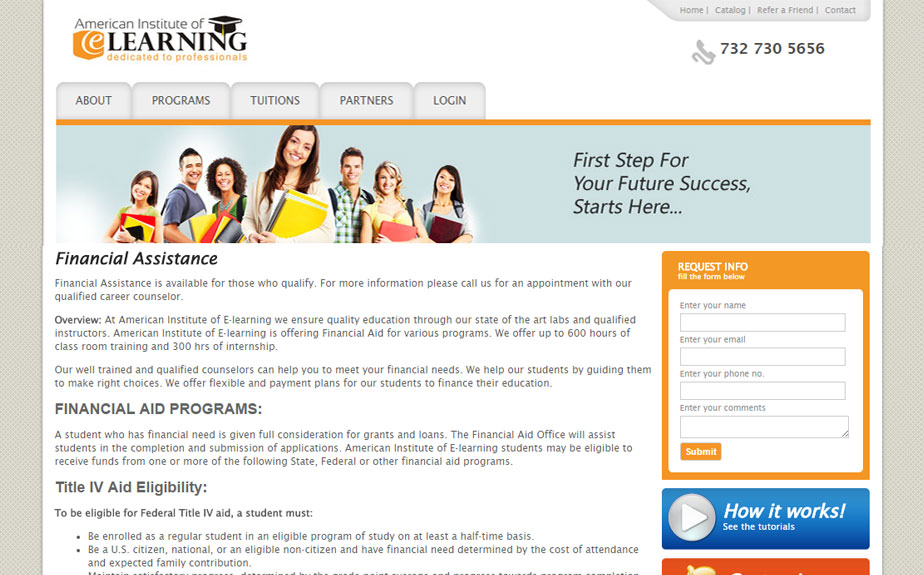 Home | Catalog | Refer a Friend | Contact
American Institute of
eLEARNING
dedicated to professionals
732 730 5656
ABOUT PROGRAMS TUITIONS PARTNERS LOGIN
First Step For
Your Future Success,
Starts Here...
Financial Assistance
Financial Assistance is available for those who qualify. For more information please call us for an appointment with our
qualified career counselor.
Overview: At American Institute of E-learning we ensure quality education through our state of the art labs and qualified
instructors. American Institute of E-learning is offering Financial Aid for various programs. We offer up to 600 hours of
class room training and 300 hrs of internship.
Our well trained and qualified counselors can help you to meet your financial needs. We help our students by guiding them
to make right choices. We offer flexible and payment plans for our students to finance their education.
FINANCIAL AID PROGRAMS:
A student who has financial need is given full consideration for grants and loans. The Financial Aid Office will assist
students in the completion and submission of applications. American Institute of E-learning students may be eligible to
receive funds from one or more of the following State, Federal or other financial aid programs.
Title IV Aid Eligibility:
To be eligible for Federal Title IV aid, a student must:
Be enrolled as a regular student in an eligible program of study on at least a half-time basis.
Be a U.S. citizen, national, or an eligible non-citizen and have financial need determined by the cost of attendance
and expected family contribution.
Maintain satisfactory progress, determined by the grade point average and progress towards program completion
REQUEST INFO
fill the form below
Enter your name
Enter your email
Enter your phone no.
Enter your comments
Submit
How it works!
See the tutorials